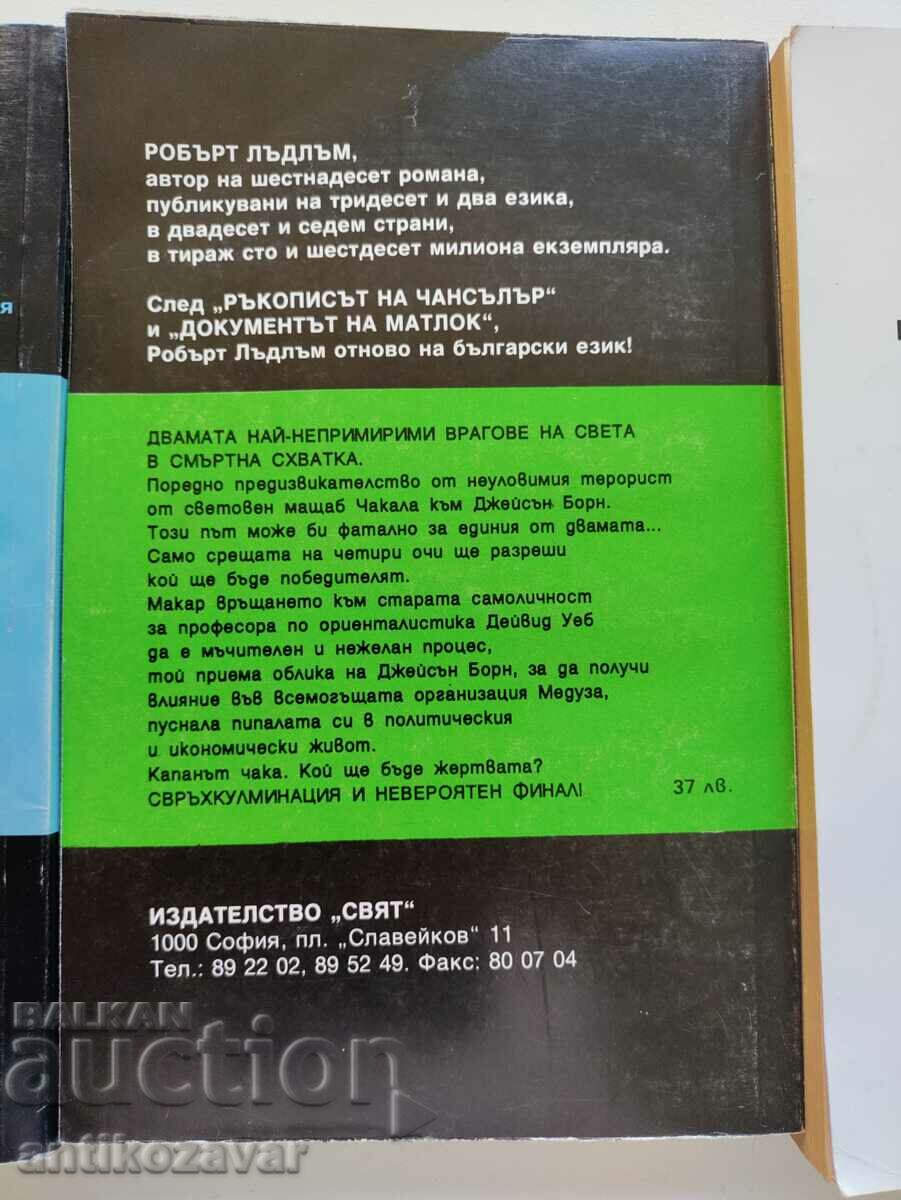 РОБЪРТ ЛЪДЛЪМ,
автор на шестнадесет романа,
публикувани на тридесет и два езика,
в двадесет и седем страни,
в тираж сто и шестдесет милиона екземпляра.
След „РЪКОПИСЪТ НА ЧАНСЪЛЪР“
и „ДОКУМЕНТЪТ НА МАТЛОК“,
Робърт Лъдлъм отново на български език!
я
ДВАМАТА НАЙ-НЕПРИМИРИМИ ВРАГОВЕ НА СВЕТА
В СМЪРТНА СХВАТКА.
Поредно предизвикателство от неуловимия терорист
от световен мащаб Чакала към Джейсън Борн.
Този път може би фатално за единия от двамата...
Само срещата на четири очи ще разреши
кой ще бъде победителят.
Макар връщането към старата самоличност
за професора по ориенталистика Дейвид Уеб
да е мъчителен и нежелан процес,
той приема облика на Джейсън Борн, за да получи
влияние във всемогъщата организация Медуза,
пуснала пипалата си в политическия
и икономически живот.
Капанът чака. Кой ще бъде жертвата?
СВРЪХКУЛМИНАЦИЯ И НЕВЕРОЯТЕН ФИНАЛ! 37 лв.
ИЗДАТЕЛСТВО „СВЯТ“
1000 София, пл. „Славейков“ 11
Тел.: 89 22 02, 89 52 49. Факс: 80 07 04
BALKAN
auction
antikozavar